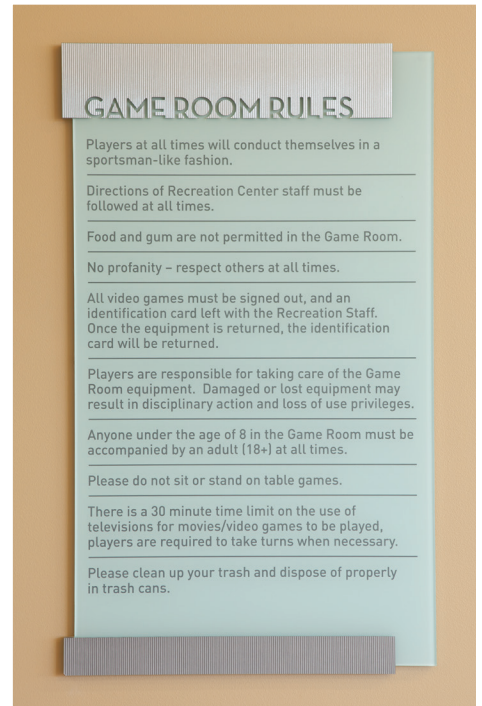 GAME ROOM RULES
Players at all times will conduct themselves in a
sportsman-like fashion.
Directions of Recreation Center staff must be
followed at all times.
Food and gum are not permitted in the Game Room.
No profanity – respect others at all times.
All video games must be signed out, and an
identification card left with the Recreation Staff.
Once the equipment is returned, the identification
card will be returned.
Players are responsible for taking care of the Game
Room equipment. Damaged or lost equipment may
result in disciplinary action and loss of use privileges.
Anyone under the age of 8 in the Game Room must be
accompanied by an adult (18+) at all times.
Please do not sit or stand on table games.
There is a 30 minute time limit on the use of
televisions for movies/video games to be played,
players are required to take turns when necessary.
Please clean up your trash and dispose of properly
in trash cans.